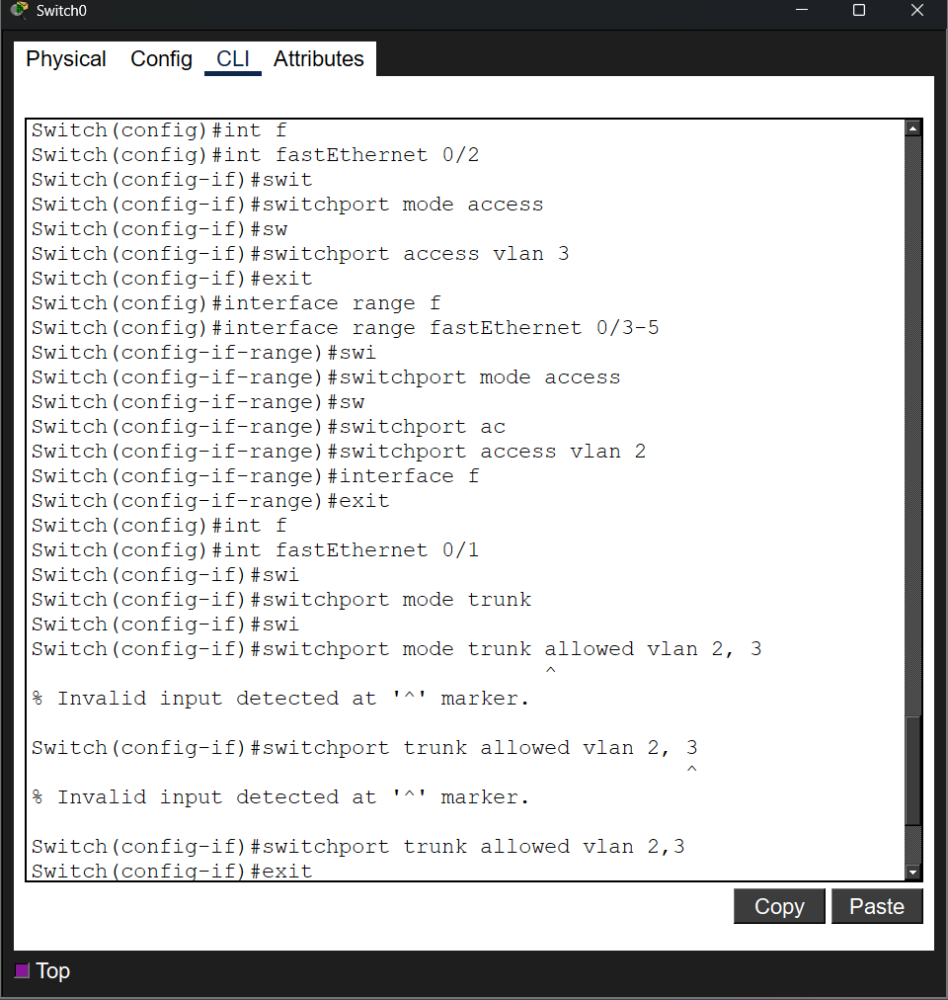 Switch0
Physical Config CLI Attributes
Switch(config)#int f
Switch(config)#int fastEthernet 0/2
Switch(config-if)#swit
Switch(config-if)#switchport mode access
Switch(config-if)#sw
Switch(config-if)#switchport access vlan 3
Switch(config-if)#exit
Switch(config)#interface range f
Switch(config)#interface range fastEthernet 0/3-5
Switch(config-if-range)#swi
Switch(config-if-range)#switchport mode access
Switch(config-if-range)#sw
Switch(config-if-range)#switchport ac
Switch(config-if-range)#switchport access vlan 2
Switch(config-if-range)#interface f
Switch(config-if-range)#exit
Switch(config)#int f
Switch(config)#int fastEthernet 0/1
Switch(config-if)#swi
Switch(config-if)#switchport mode trunk
Switch(config-if)#swi
Switch(config-if)#switchport mode trunk allowed vlan 2, 3
^
% Invalid input detected at '^' marker.
Switch(config-if)#switchport trunk allowed vlan 2, 3
^
% Invalid input detected at '^' marker.
Switch(config-if)#switchport trunk allowed vlan 2,3
Switch(config-if)#exit
Copy Paste
Top